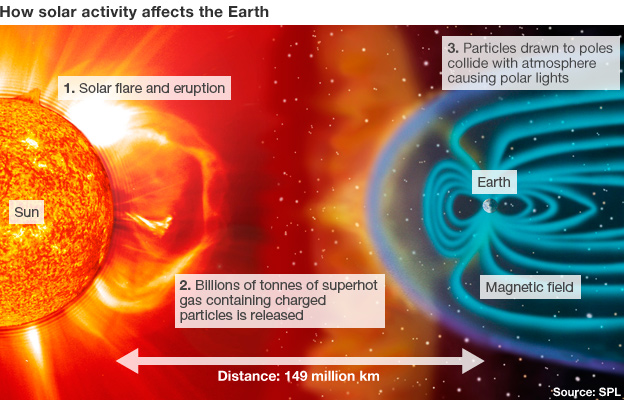 How solar activity affects the Earth
1. Solar flare and eruption
3. Particles drawn to poles
collide with atmosphere
causing polar lights
Sun
Earth
2. Billions of tonnes of superhot
gas containing charged
particles is released
Magnetic field
Distance: 149 million km
Source: SPL